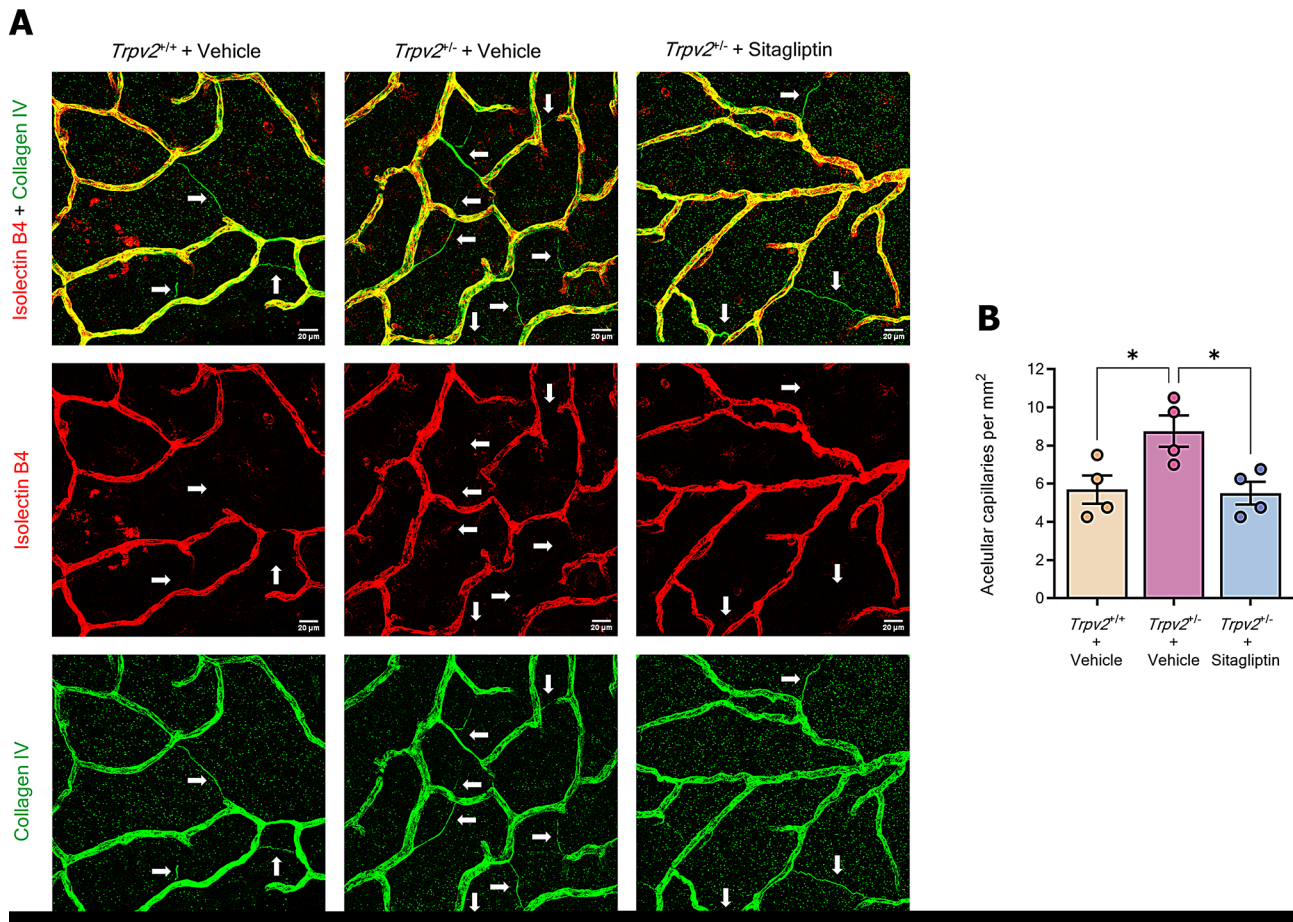 A
Trpv2+/+ + Vehicle
Trpv2+/- + Vehicle
Trpv2+/- + Sitagliptin
Isolectin B4 + Collagen IV
20 µm
20 µm
20 µm
Isolectin B4
20 µm
20 µm
20 µm
Collagen IV
B
Acelullar capillaries per mm2
* *
12
10
8
6
4
2
0
Trpv2+/+
+
Vehicle
Trpv2+/-
+
Vehicle
Trpv2+/-
+
Sitagliptin